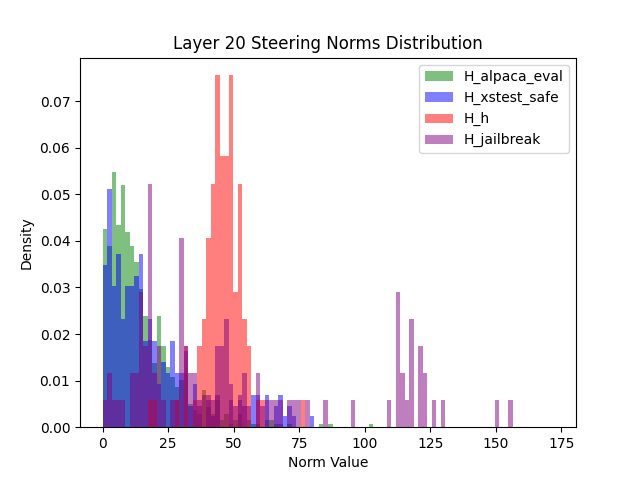 Layer 20 Steering Norms Distribution
H_alpaca_eval
H_xstest_safe
H_h
H_jailbreak
Density
0.07
0.06
0.05
0.04
0.03
0.02
0.01
0.00
0 25 50 75 100 125 150 175
Norm Value